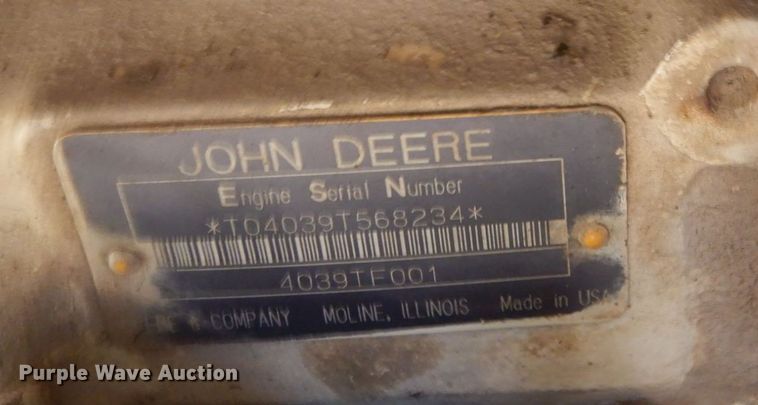 JOHN DEERE
Engine Serial Number
*T04039T568234*
4039TF001
& COMPANY MOLINE, ILLINOIS Made in USA
Purple Wave Auction